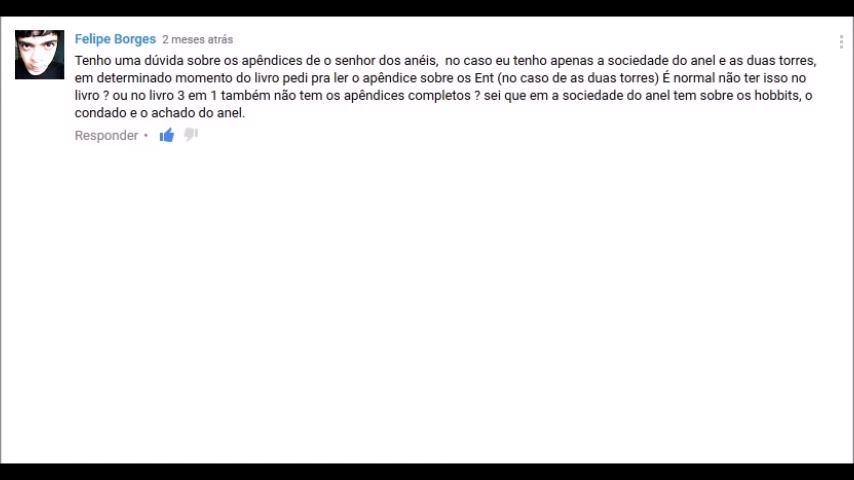 Felipe Borges 2 meses atrás
Tenho uma dúvida sobre os apêndices de o senhor dos anéis, no caso eu tenho apenas a sociedade do anel e as duas torres,
em determinado momento do livro pedi pra ler o apêndice sobre os Ent (no caso de as duas torres) É normal não ter isso no
livro ? ou no livro 3 em 1 também não tem os apêndices completos ? sei que em a sociedade do anel tem sobre os hobbits, o
condado e o achado do anel.
Responder •